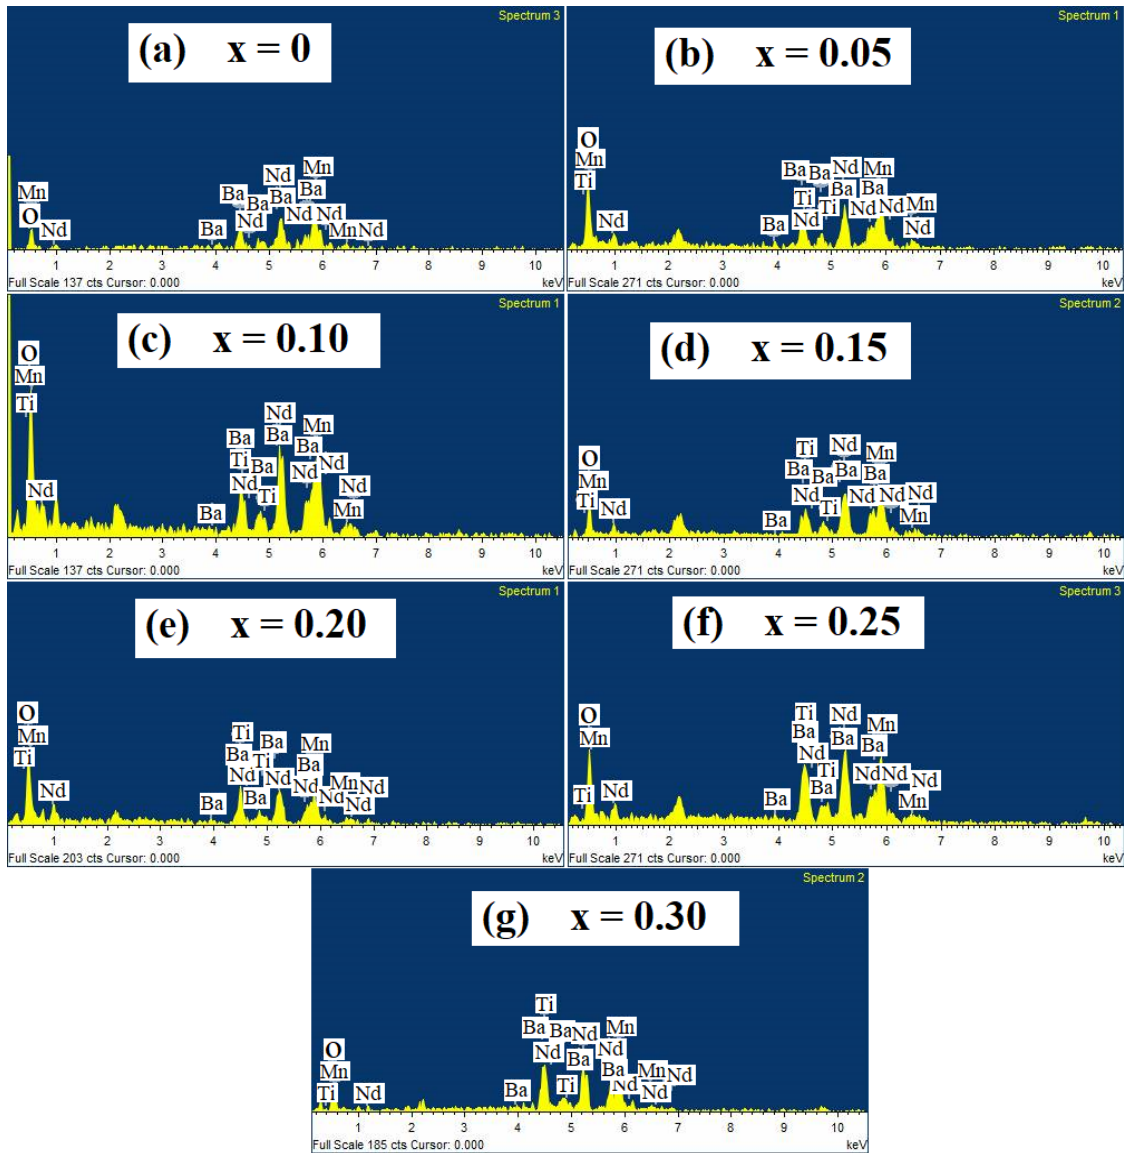 Spectrum 3
(a) x = 0
Mn
O
Nd
Ba
Ba
Nd
Ba
Nd
Ba
Mn
Ba
Nd
Nd
Mn
Nd
1 2 3 4 5 6 7 8 9 10
Full Scale 137 cts Cursor: 0.000 keV
Spectrum 1
(b) x = 0.05
O
Mn
Ti
Nd
Ba
Ba
Ti
Nd
Ba
Ti
Nd
Ba
Mn
Ba
Nd
Nd
Mn
Nd
1 2 3 4 5 6 7 8 9 10
Full Scale 271 cts Cursor: 0.000 keV
Spectrum 1
(c) x = 0.10
O
Mn
Ti
Nd
Ba
Ba
Ti
Nd
Ba
Ti
Nd
Ba
Mn
Ba
Nd
Nd
Nd
Mn
1 2 3 4 5 6 7 8 9 10
Full Scale 137 cts Cursor: 0.000 keV
Spectrum 2
(d) x = 0.15
O
Mn
Ti
Nd
Ba
Ti
Ba
Nd
Ba
Ti
Nd
Ba
Mn
Ba
Nd
Nd
Nd
Mn
1 2 3 4 5 6 7 8 9 10
Full Scale 271 cts Cursor: 0.000 keV
Spectrum 1
(e) x = 0.20
O
Mn
Ti
Nd
Ba
Ti
Ba
Nd
Ba
Ti
Ba
Nd
Mn
Ba
Nd
Nd
Mn
Nd
Nd
1 2 3 4 5 6 7 8 9 10
Full Scale 203 cts Cursor: 0.000 keV
Spectrum 3
(f) x = 0.25
O
Mn
Ti
Nd
Ba
Ti
Ba
Nd
Ti
Ba
Nd
Ba
Mn
Ba
Nd
Nd
Nd
Mn
1 2 3 4 5 6 7 8 9 10
Full Scale 271 cts Cursor: 0.000 keV
Spectrum 2
(g) x = 0.30
O
Mn
Ti
Nd
Ba
Ti
Ba
Nd
Ba
Ti
Nd
Ba
Mn
Nd
Ba
Nd
Mn
Nd
Nd
1 2 3 4 5 6 7 8 9 10
Full Scale 185 cts Cursor: 0.000 keV